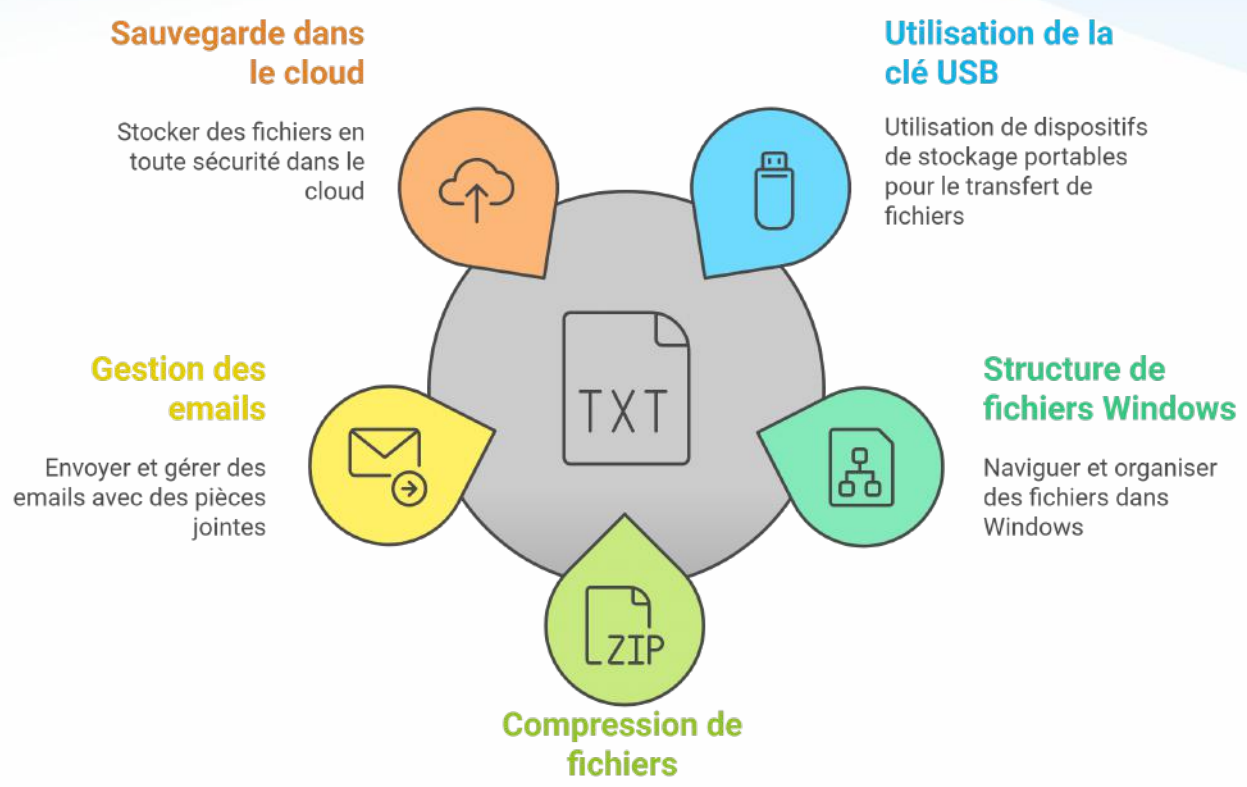 Sauvegarde dans
le cloud
Stocker des fichiers en
toute sécurité dans le
cloud
Utilisation de la
clé USB
Utilisation de dispositifs
de stockage portables
pour le transfert de
fichiers
TXT
Gestion des
emails
Envoyer et gérer des
emails avec des pièces
jointes
Structure de
fichiers Windows
Naviguer et organiser
des fichiers dans
Windows
ZIP
Compression de
fichiers